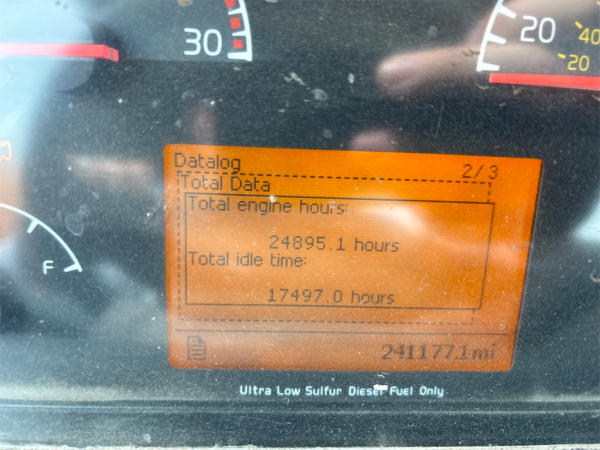 30
20
40
20
Datalog 2/3
Total Data
Total engine hours:
24895.1 hours
Total idle time:
17497.0 hours
F
241177.1mi
Ultra Low Sulfur Diesel Fuel Only